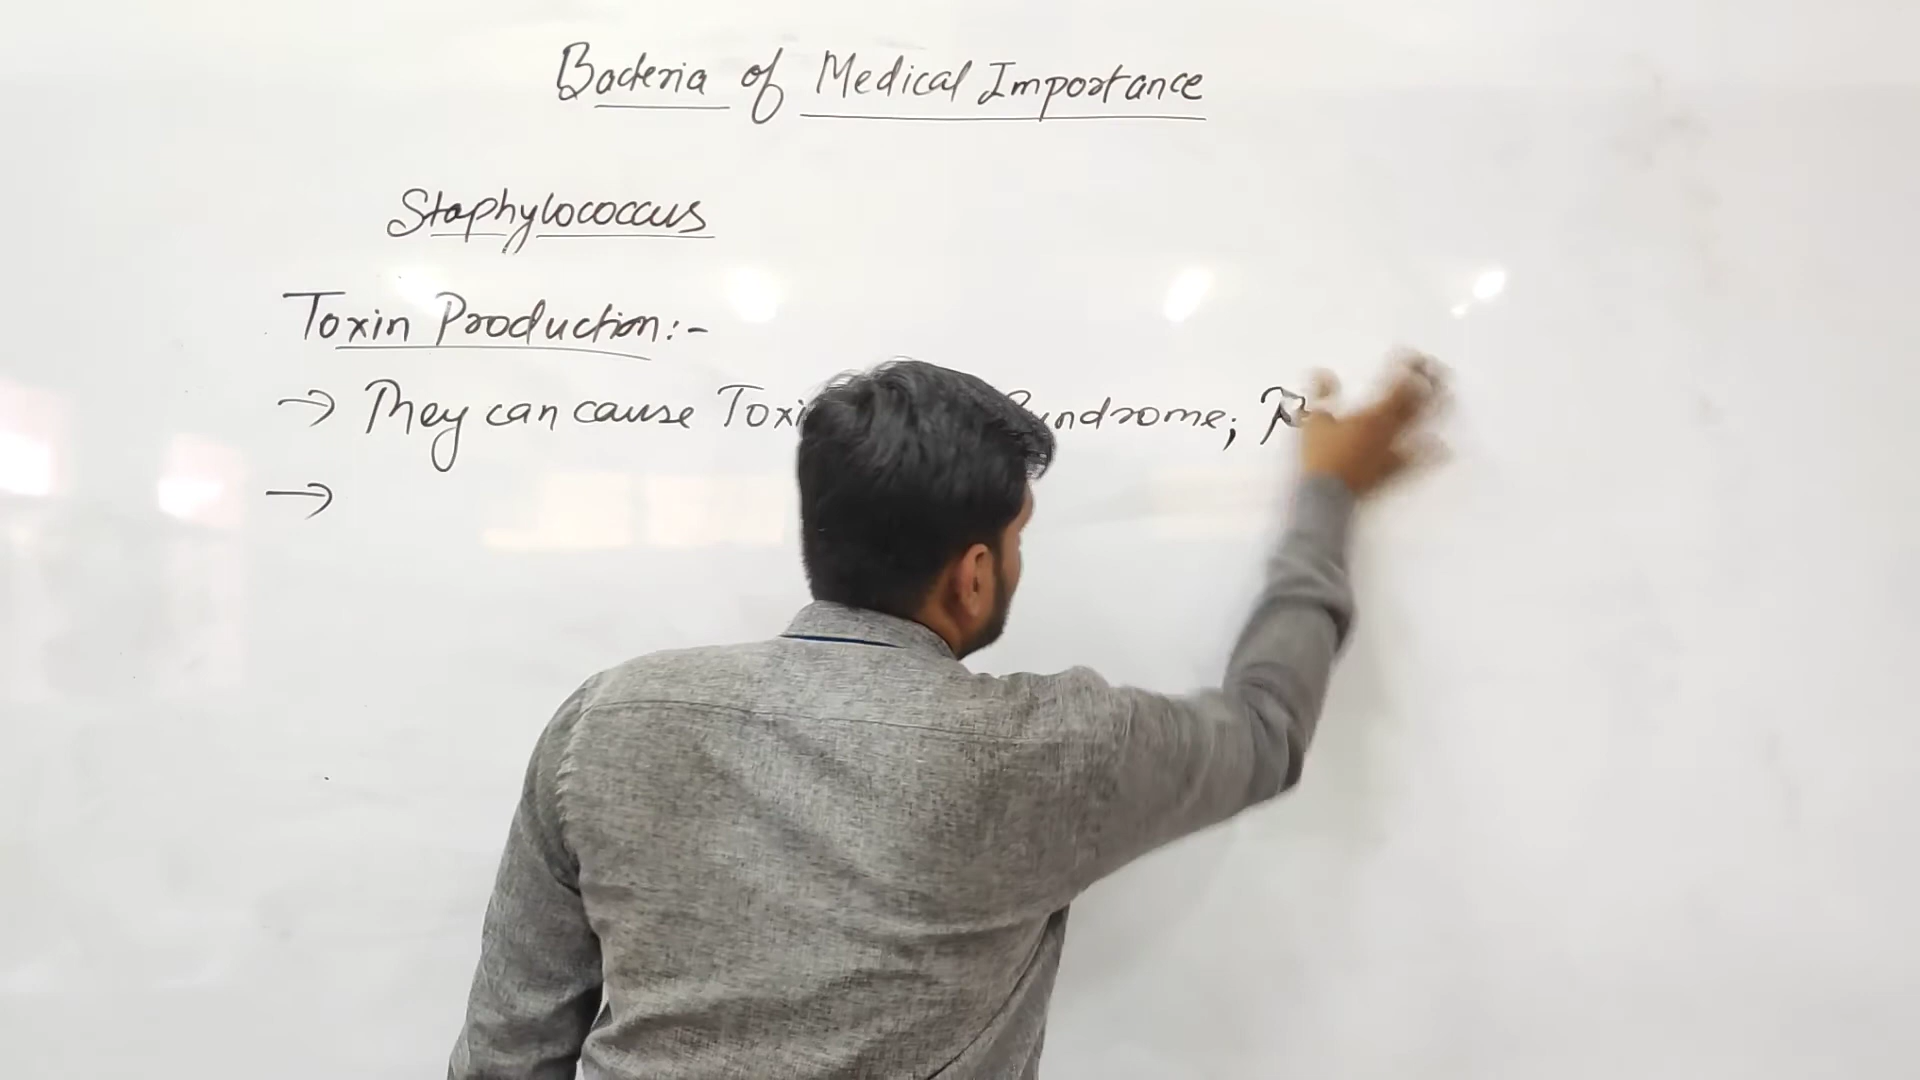 Bacteria of Medical Importance
Staphylococcus
Toxin Production:-
→ They can cause Toxi ndrome;
→